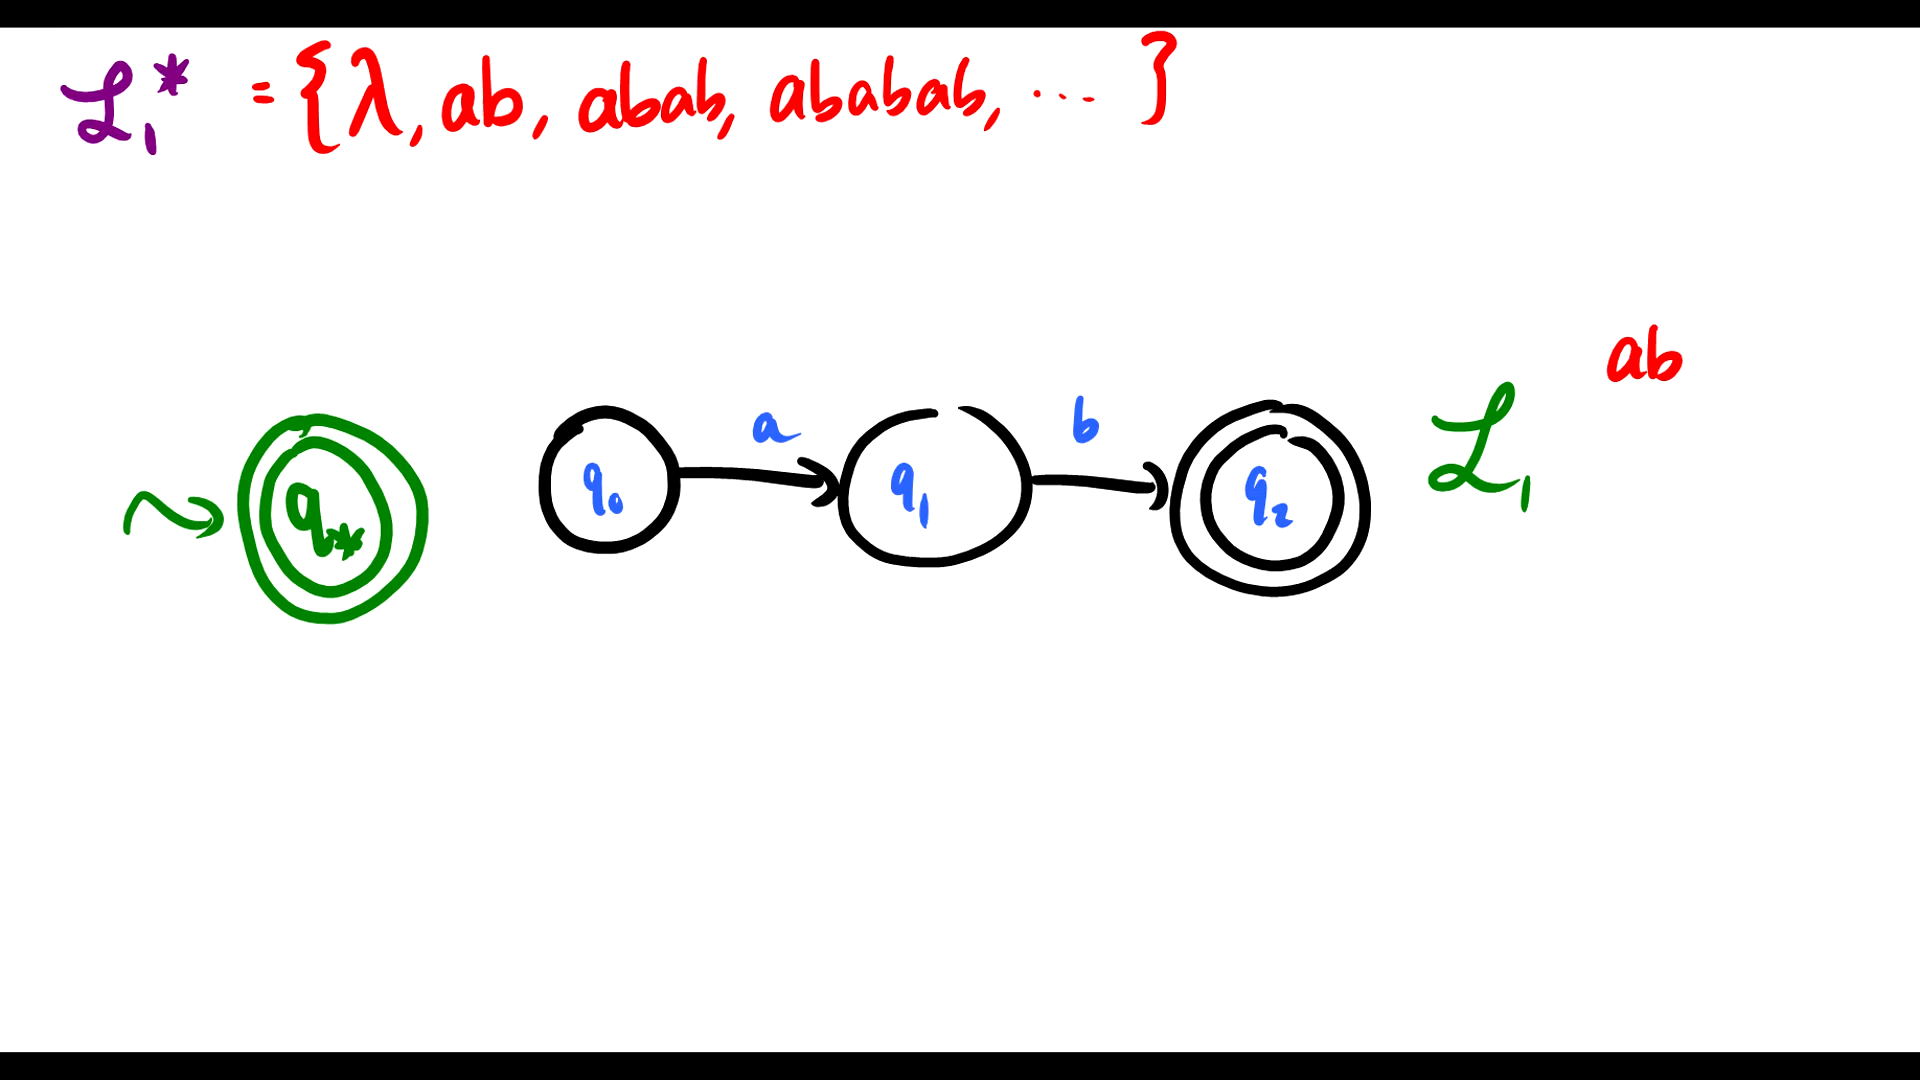 ℒ₁* = {λ, ab, abab, ababab, ... }
ab
a b ℒ₁
q* q₀ q₁ q₂